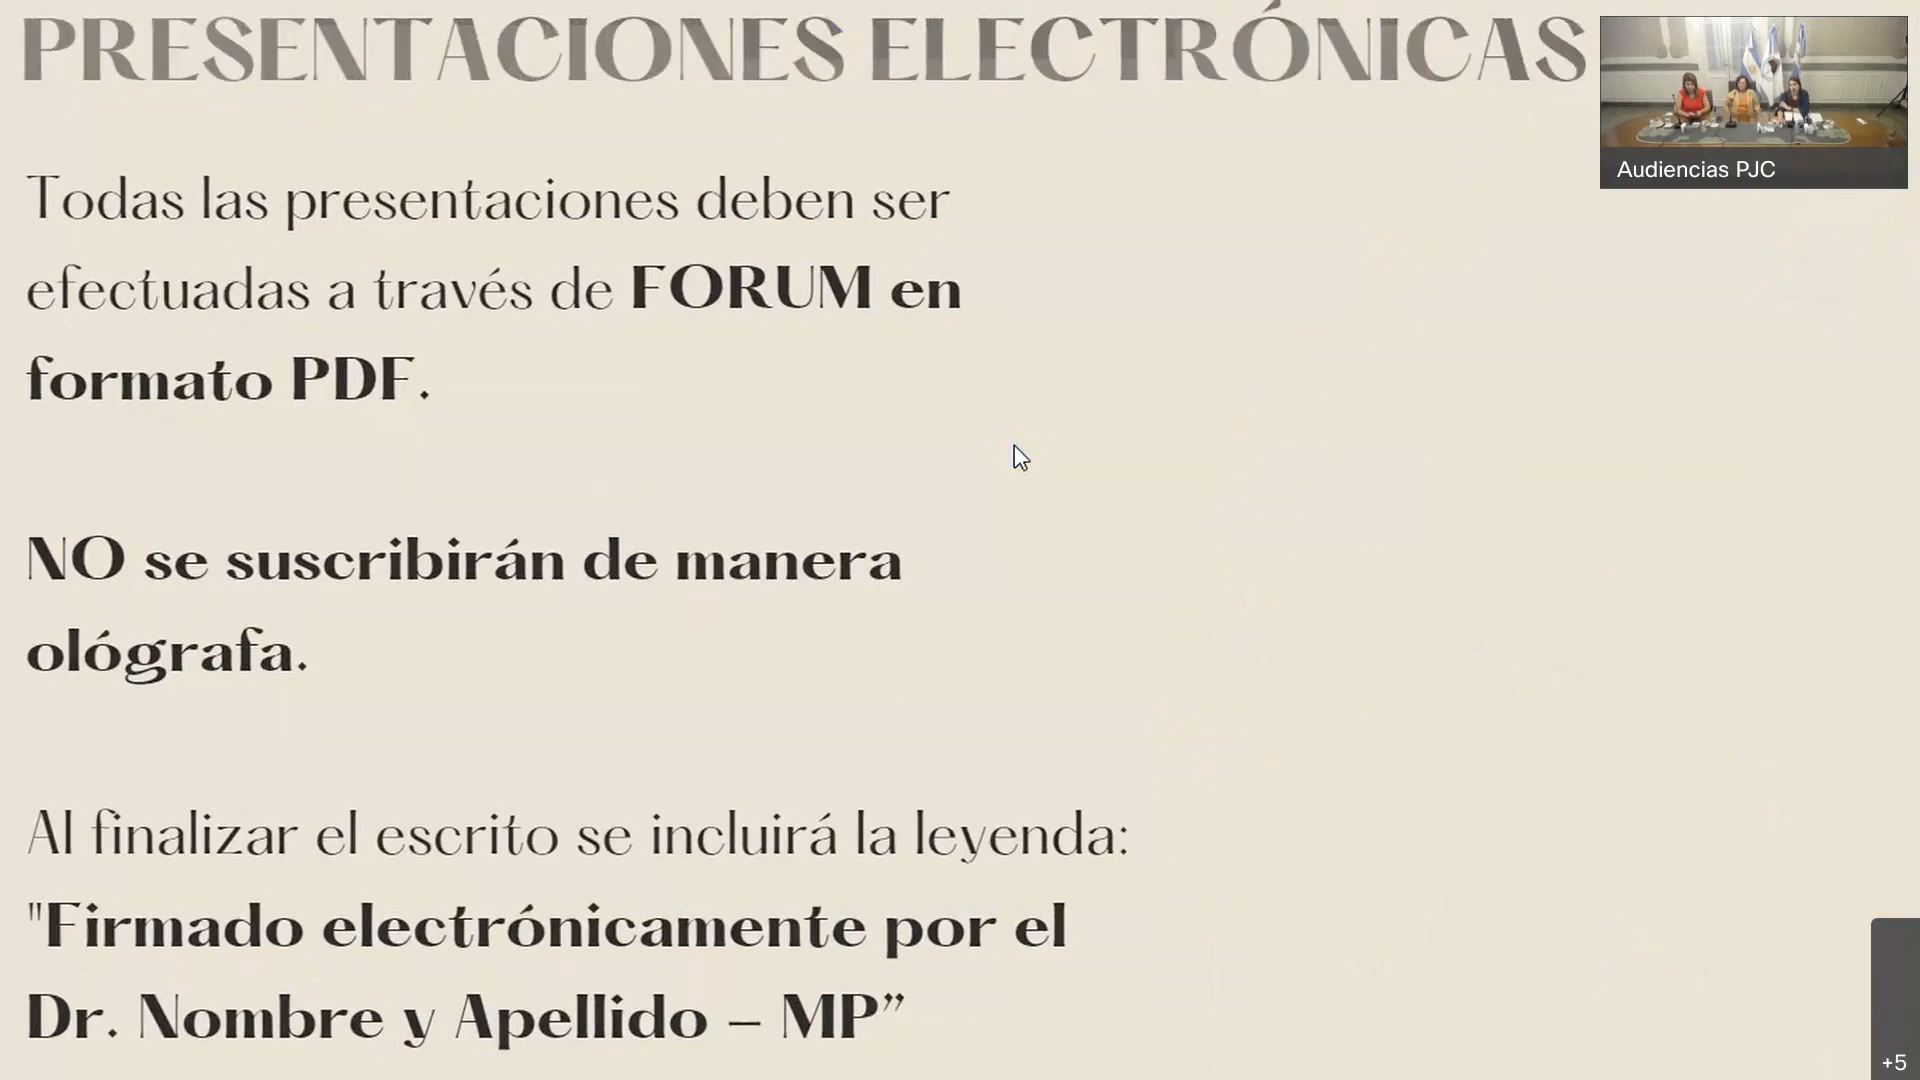 PRESENTACIONES ELECTRÓNICAS
Audiencias PJC
Todas las presentaciones deben ser
efectuadas a través de FORUM en
formato PDF.
NO se suscribirán de manera
ológrafa.
Al finalizar el escrito se incluirá la leyenda:
"Firmado electrónicamente por el
Dr. Nombre y Apellido – MP”
+5